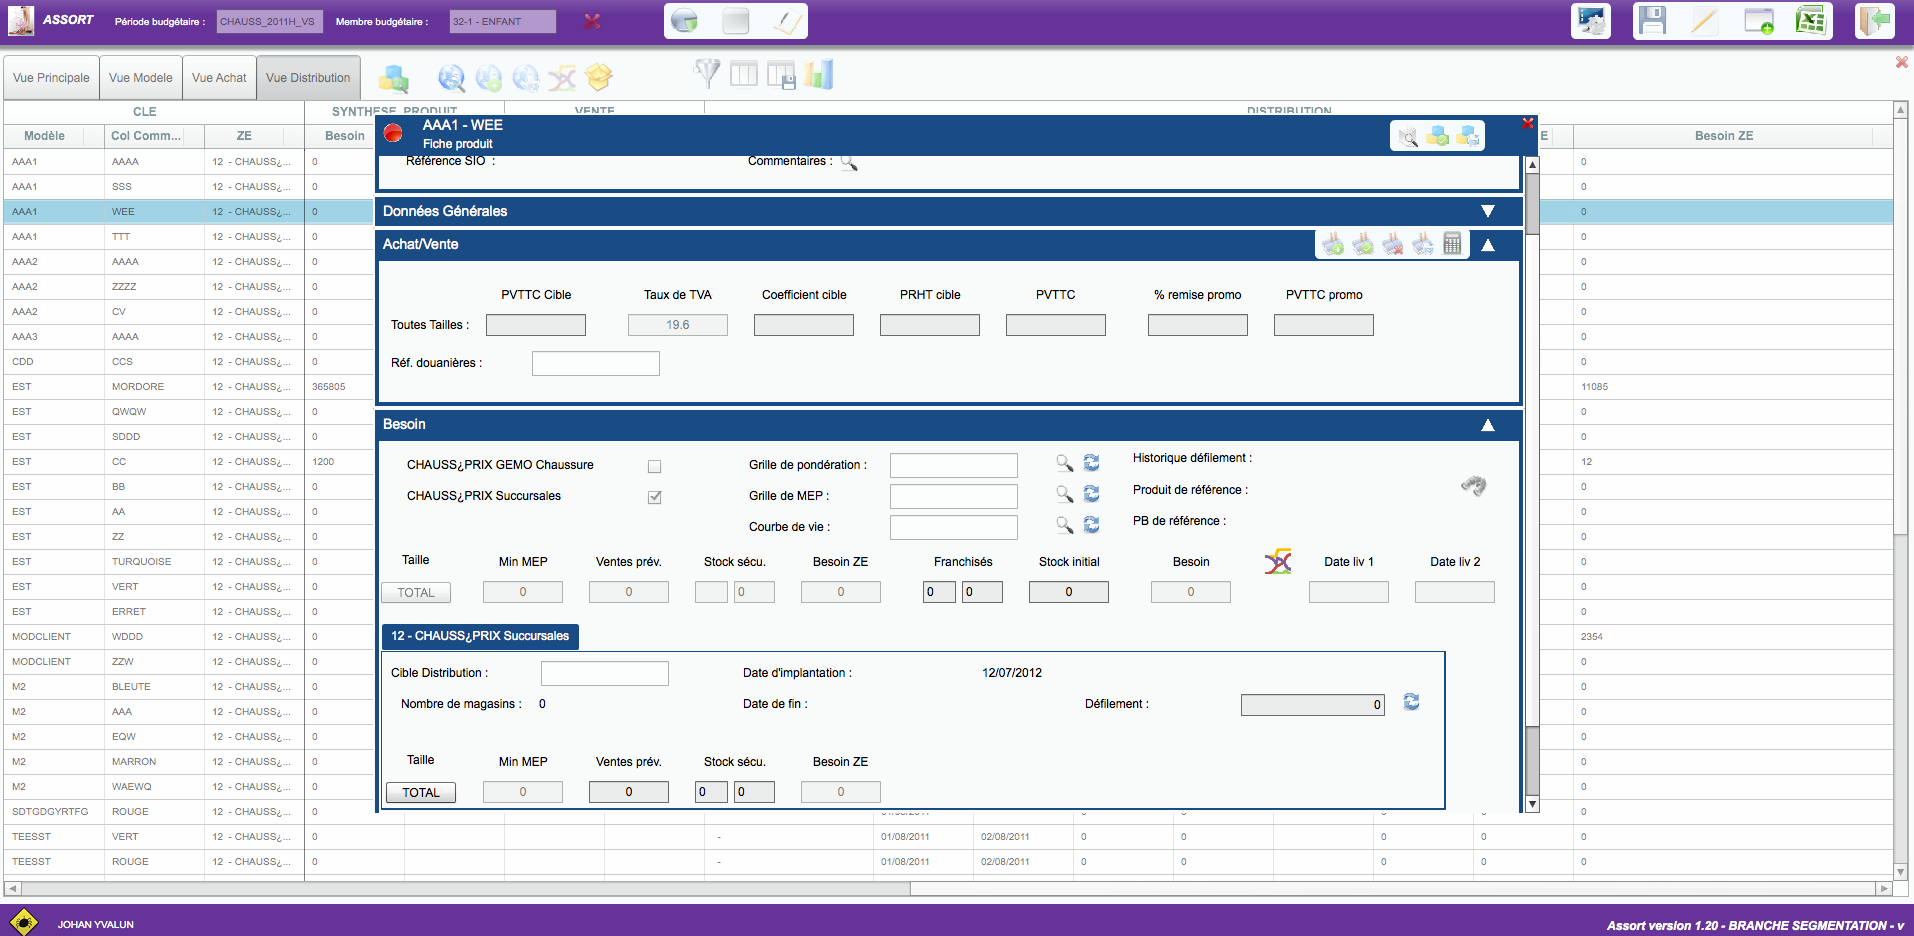 ASSORT Période budgétaire : CHAUSS_2011H_VS Membre budgétaire : 32-1 - ENFANT
Vue Principale Vue Modele Vue Achat Vue Distribution
CLE SYNTHESE PRODUIT VENTE DISTRIBUTION
Modèle Col Comm... ZE Besoin E Besoin ZE
AAA1 AAAA 12 - CHAUSS¿... 0 0
AAA1 SSS 12 - CHAUSS¿... 0 0
AAA1 WEE 12 - CHAUSS¿... 0 0
AAA1 TTT 12 - CHAUSS¿... 0 0
AAA2 AAAA 12 - CHAUSS¿... 0 0
AAA2 ZZZZ 12 - CHAUSS¿... 0 0
AAA2 CV 12 - CHAUSS¿... 0 0
AAA3 AAAA 12 - CHAUSS¿... 0 0
CDD CCS 12 - CHAUSS¿... 0 0
EST MORDORE 12 - CHAUSS¿... 365805 11085
EST QWQW 12 - CHAUSS¿... 0 0
EST SDDD 12 - CHAUSS¿... 0 0
EST CC 12 - CHAUSS¿... 1200 12
EST BB 12 - CHAUSS¿... 0 0
EST AA 12 - CHAUSS¿... 0 0
EST ZZ 12 - CHAUSS¿... 0 0
EST TURQUOISE 12 - CHAUSS¿... 0 0
EST VERT 12 - CHAUSS¿... 0 0
EST ERRET 12 - CHAUSS¿... 0 0
MODCLIENT WDDD 12 - CHAUSS¿... 0 2354
MODCLIENT ZZW 12 - CHAUSS¿... 0 0
M2 BLEUTE 12 - CHAUSS¿... 0 0
M2 AAA 12 - CHAUSS¿... 0 0
M2 EQW 12 - CHAUSS¿... 0 0
M2 MARRON 12 - CHAUSS¿... 0 0
M2 WAEWQ 12 - CHAUSS¿... 0 0
SDTGDGYRTFG ROUGE 12 - CHAUSS¿... 0 0
TEESST VERT 12 - CHAUSS¿... 0 - 01/08/2011 02/08/2011 0 0 0 0 0
TEESST ROUGE 12 - CHAUSS¿... 0 - 01/08/2011 02/08/2011 0 0 0 0 0
AAA1 - WEE
Fiche produit
Référence SIO : Commentaires :
Données Générales
Achat/Vente
PVTTC Cible Taux de TVA Coefficient cible PRHT cible PVTTC % remise promo PVTTC promo
Toutes Tailles : 19.6
Réf. douanières :
Besoin
CHAUSS¿PRIX GEMO Chaussure Grille de pondération : Historique défilement :
CHAUSS¿PRIX Succursales Grille de MEP : Produit de référence :
Courbe de vie : PB de référence :
Taille Min MEP Ventes prév. Stock sécu. Besoin ZE Franchisés Stock initial Besoin Date liv 1 Date liv 2
TOTAL 0 0 0 0 0 0 0 0
12 - CHAUSS¿PRIX Succursales
Cible Distribution : Date d'implantation : 12/07/2012
Nombre de magasins : 0 Date de fin : Défilement : 0
Taille Min MEP Ventes prév. Stock sécu. Besoin ZE
TOTAL 0 0 0 0 0
JOHAN YVALUN
Assort version 1.20 - BRANCHE SEGMENTATION - v